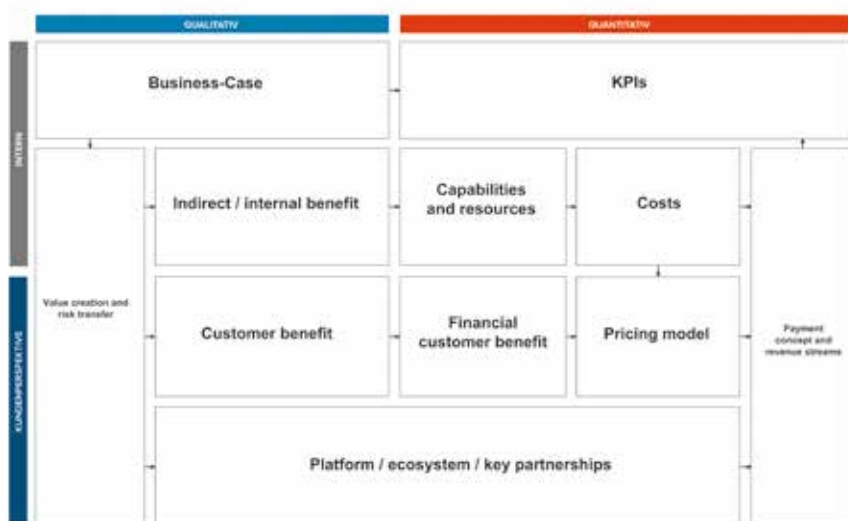 QUALITATIV
QUANTITATIV
INTERN
Business-Case
KPIs
Indirect / internal benefit
Capabilities
and resources
Costs
KUNDENPERSPEKTIVE
Value creation and
risk transfer
Customer benefit
Financial
customer benefit
Pricing model
Payment
concept and
revenue streams
Platform / ecosystem / key partnerships